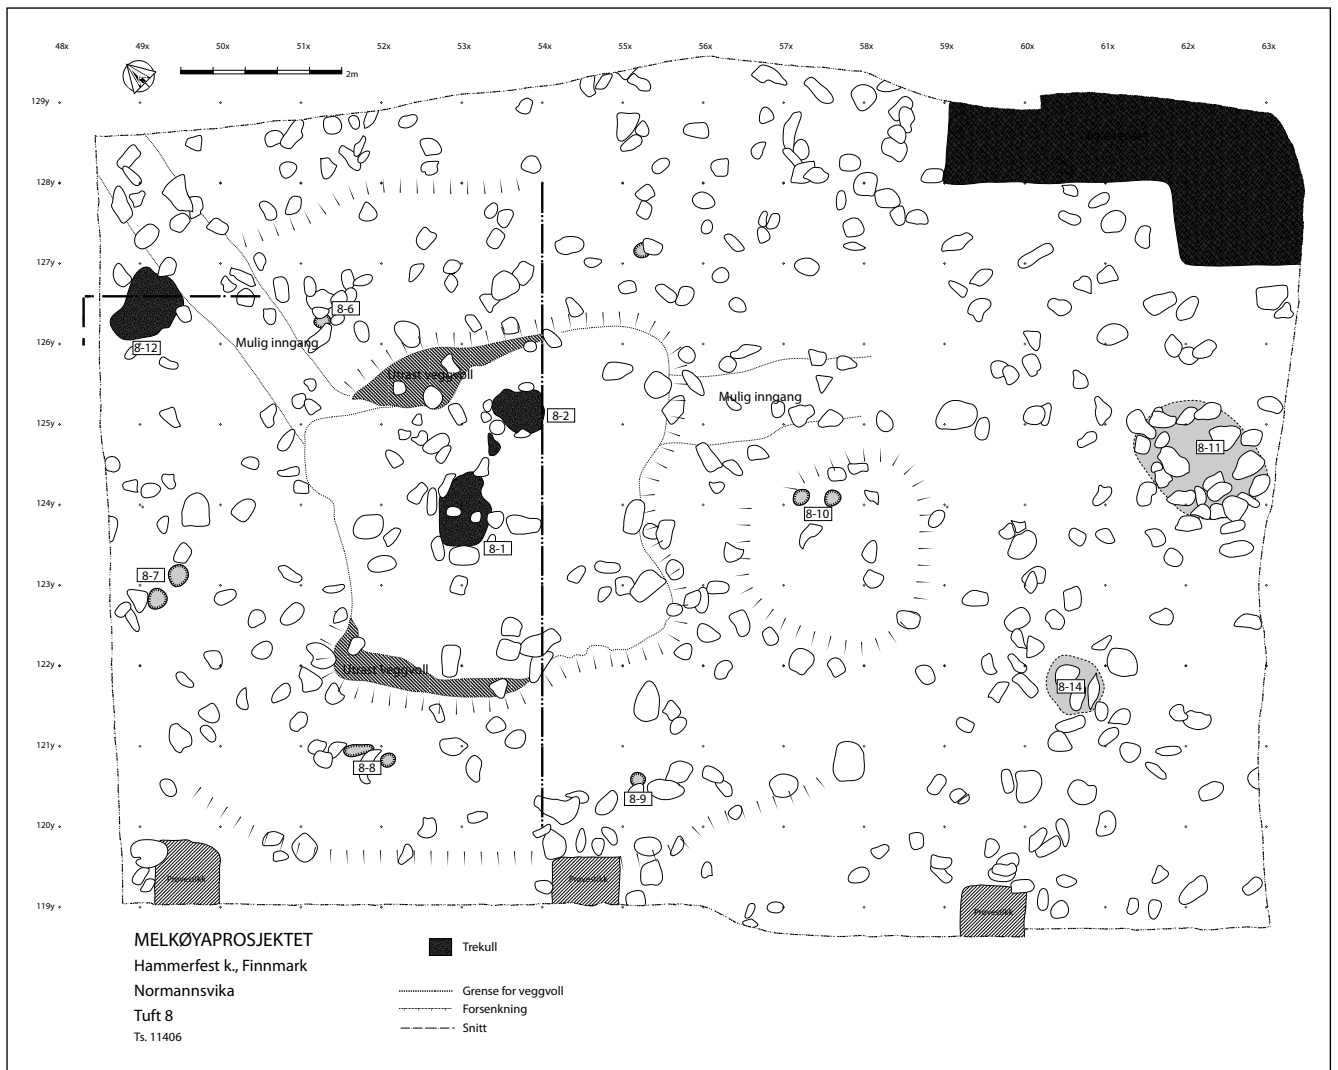 48x 49x 50x 51x 52x 53x 54x 55x 56x 57x 58x 59x 60x 61x 62x 63x
2m
129y
128y
127y
8-6
126y
Mulig inngang
8-12
Utrast veggvoll
Mulig inngang
8-2
125y
8-11
124y
8-10
8-1
8-7
123y
122y
Utrast veggvoll
8-14
121y
8-8
8-9
120y
Prøvestikk
Prøvestikk
119y
Prøvestikk
MELKØYAPROSJEKTET
Hammerfest k., Finnmark
Normannsvika
Tuft 8
Ts. 11406
Trekull
Grense for veggvoll
Forsenkning
Snitt